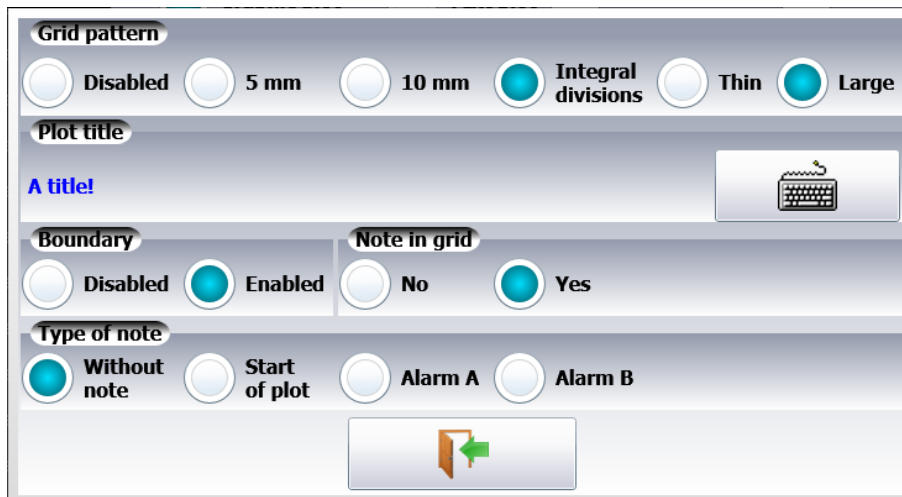 Grid pattern
Disabled
5 mm
10 mm
Integral
divisions
Thin
Large
Plot title
A title!
Boundary
Note in grid
Disabled
Enabled
No
Yes
Type of note
Without
note
Start
of plot
Alarm A
Alarm B